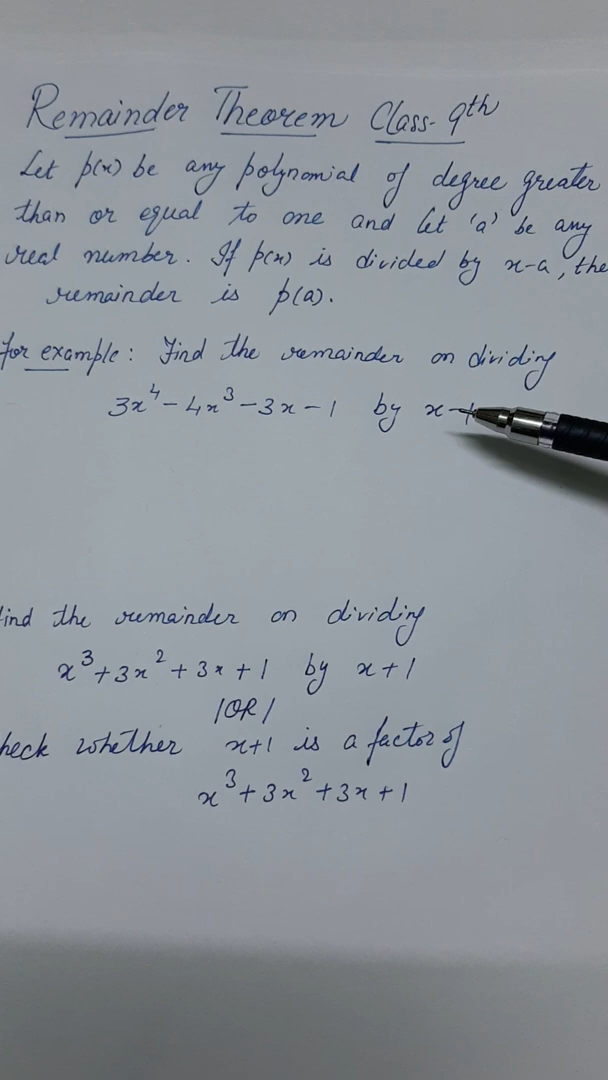 Remainder Theorem Class-9th
Let p(x) be any polynomial of degree greater
than or equal to one and let 'a' be any
real number. If p(x) is divided by x-a, the
remainder is p(a).
For example: Find the remainder on dividing
3x⁴-4x³-3x-1 by x-1
Find the remainder on dividing
x³+3x²+3x+1 by x+1
/OR/
heck whether x+1 is a factor of
x³+3x²+3x+1